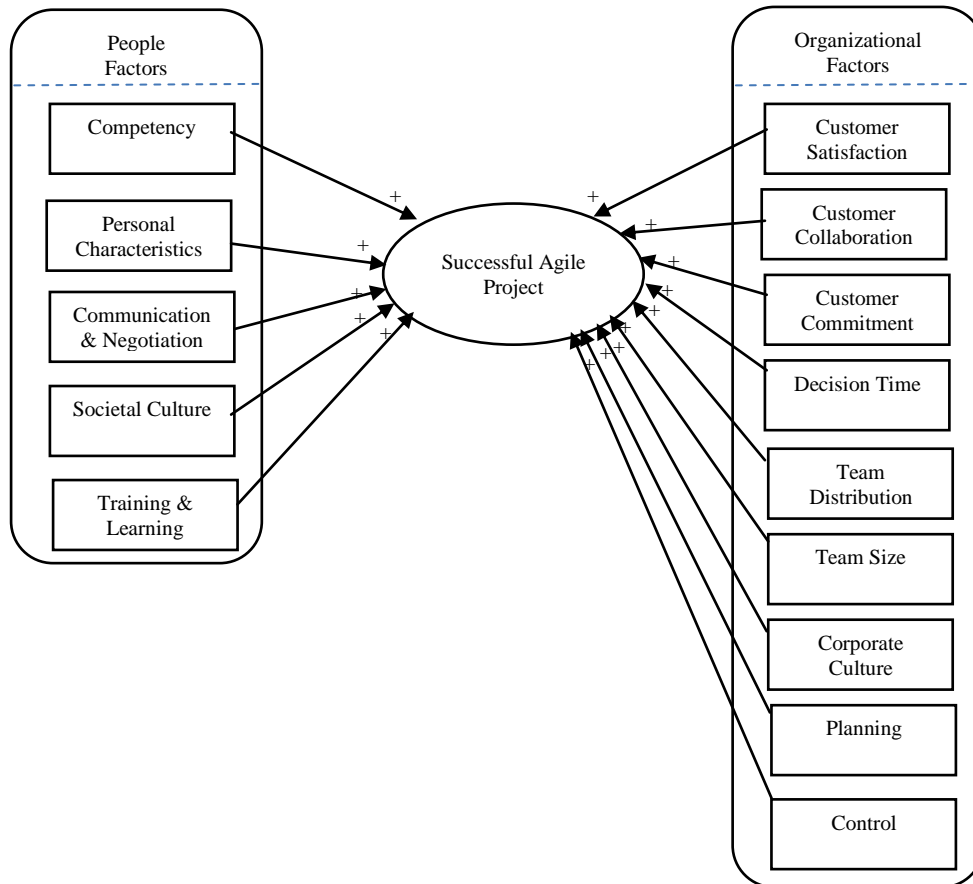 People
Factors
Competency
Personal
Characteristics
Communication
& Negotiation
Societal Culture
Training &
Learning
+
+
+
+
+
Successful Agile
Project
+
+
+
+
+
+
+
+
+
Organizational
Factors
Customer
Satisfaction
Customer
Collaboration
Customer
Commitment
Decision Time
Team
Distribution
Team Size
Corporate
Culture
Planning
Control